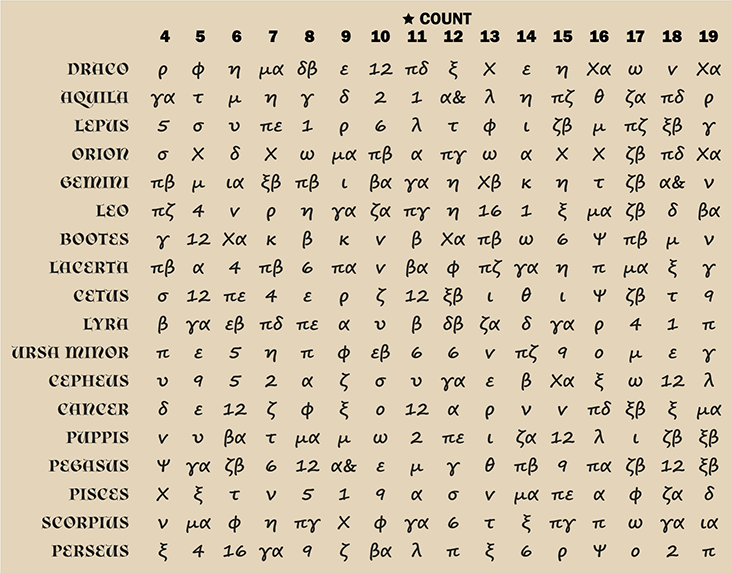 ★ COUNT
4 5 6 7 8 9 10 11 12 13 14 15 16 17 18 19
DRACO ρ φ η μα δβ ε 12 πδ ξ Χ ε η Χα ω ν Χα
AQUILA γα τ μ η γ δ 2 1 α& λ η πζ θ ζα πδ ρ
LEPUS 5 σ υ πε 1 ρ 6 λ τ φ ι ζβ μ πζ ξβ γ
ORION σ Χ δ Χ ω μα πβ α πγ ω α Χ Χ ζβ πδ Χα
GEMINI πβ μ ια ξβ πβ ι βα γα η Χβ κ η τ ζβ α& ν
LEO πζ 4 ν ρ η γα ζα πγ η 16 1 ξ μα ζβ δ βα
BOOTES γ 12 Χα κ β κ ν β Χα πβ ω 6 Ψ πβ μ ν
LACERTA πβ α 4 πβ 6 πα ν βα φ πζ γα η π μα ξ γ
CETUS σ 12 πε 4 ε ρ ζ 12 ξβ ι θ ι Ψ ζβ τ 9
LYRA β γα εβ πδ πε α υ β δβ ζα δ γα ρ 4 1 π
URSA MINOR π ε 5 η π φ εβ 6 6 ν πζ 9 ο μ ε γ
CEPHEUS υ 9 5 2 α ζ σ υ γα ε β Χα ξ ω 12 λ
CANCER δ ε 12 ζ φ ξ ο 12 α ρ ν ν πδ ξβ ξ μα
PUPPIS ν υ βα τ μα μ ω 2 πε ι ζα 12 λ ι ζβ ξβ
PEGASUS Ψ γα ζβ 6 12 α& ε μ γ θ πβ 9 πα ζβ 12 ξβ
PISCES Χ ξ τ ν 5 1 9 α σ ν μα πε α φ ζα δ
SCORPIUS ν μα φ η πγ Χ φ γα 6 τ ξ πγ π ω γα ια
PERSEUS ξ 4 16 γα 9 ζ βα λ π ξ 6 ρ Ψ ο 2 π